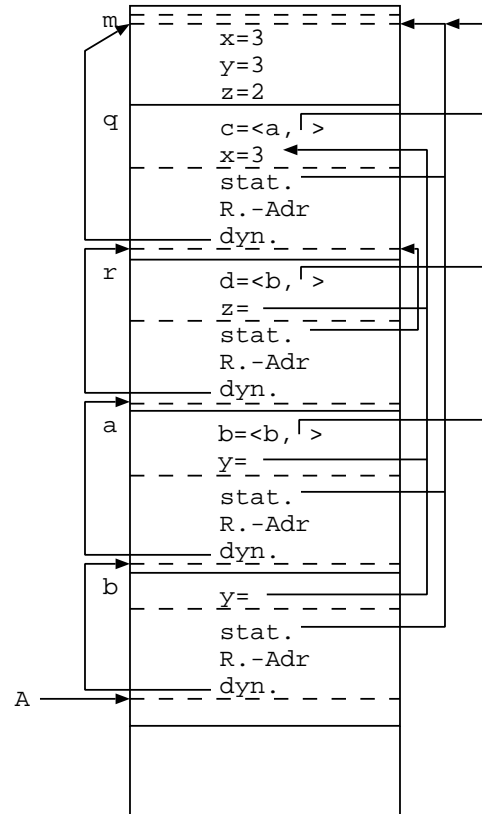 m
x=3
y=3
z=2
q
c=<a, >
x=3
stat.
R.-Adr
dyn.
r
d=<b, >
z=
stat.
R.-Adr
dyn.
a
b=<b, >
y=
stat.
R.-Adr
dyn.
b
y=
stat.
R.-Adr
dyn.
A